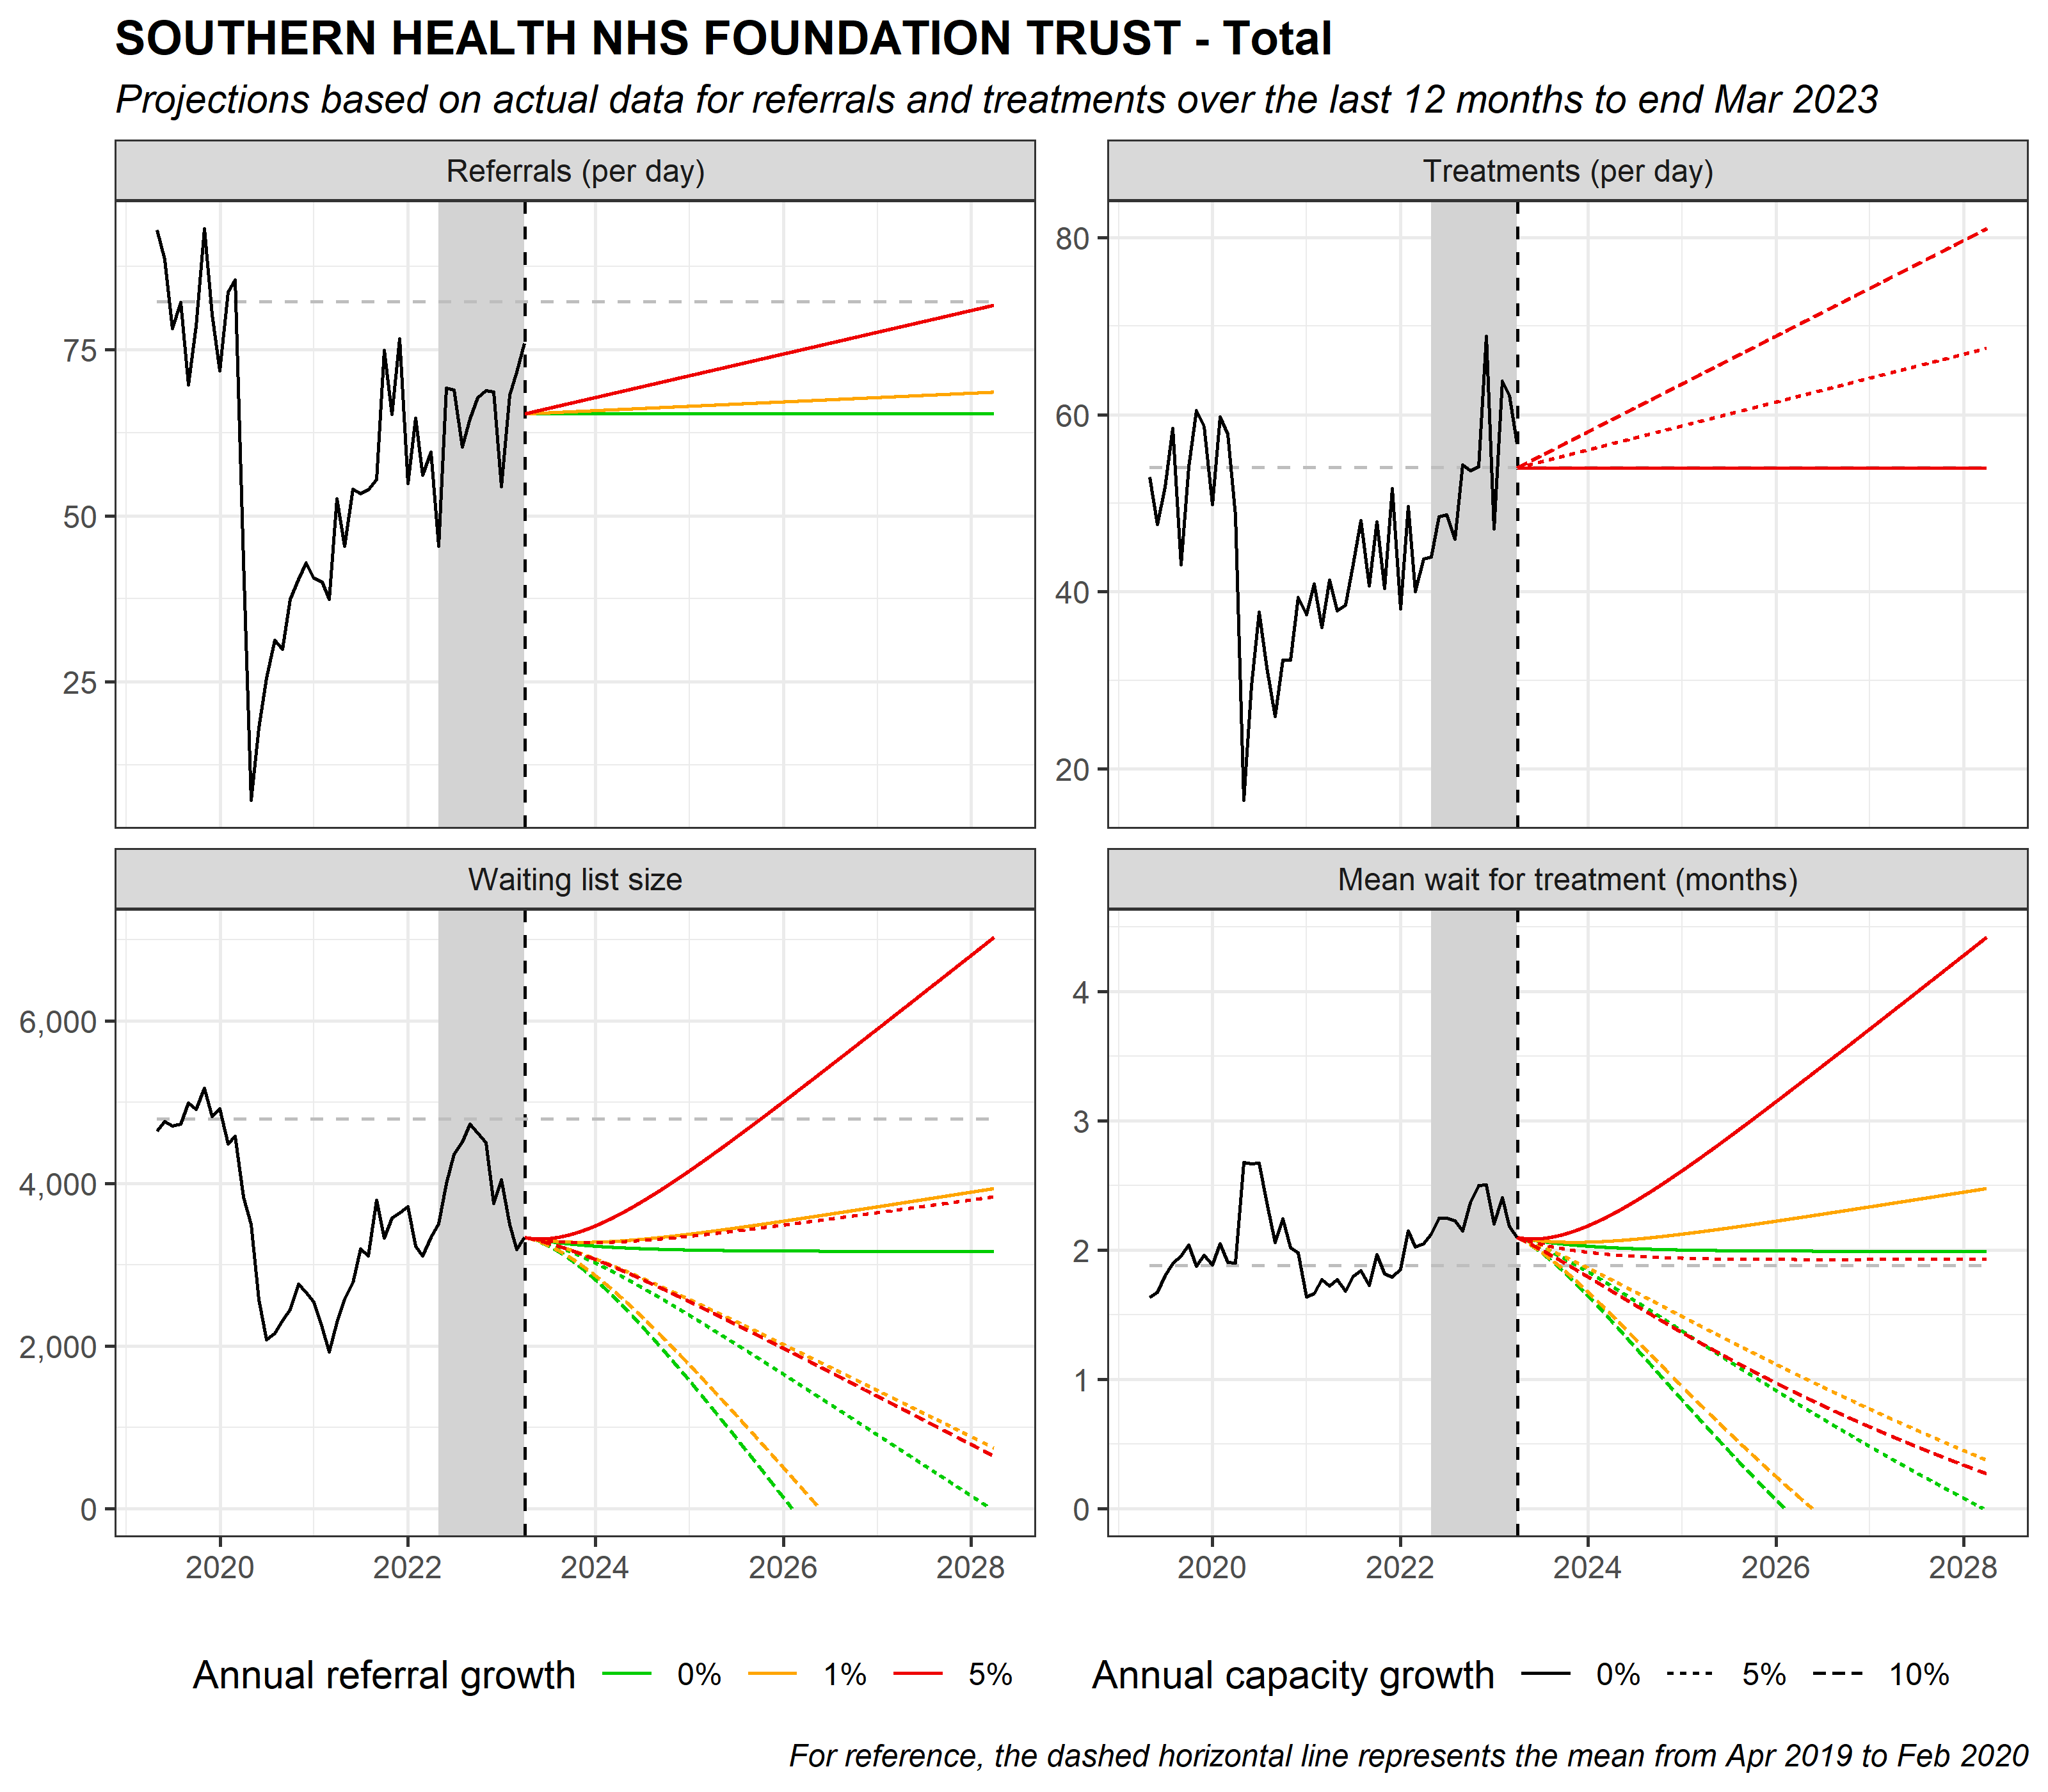 SOUTHERN HEALTH NHS FOUNDATION TRUST - Total
Projections based on actual data for referrals and treatments over the last 12 months to end Mar 2023
Referrals (per day)
75
50
25
Treatments (per day)
80
60
40
20
Waiting list size
6,000
4,000
2,000
0
2020 2022 2024 2026 2028
Mean wait for treatment (months)
4
3
2
1
0
2020 2022 2024 2026 2028
Annual referral growth 0% 1% 5%
Annual capacity growth 0% 5% 10%
For reference, the dashed horizontal line represents the mean from Apr 2019 to Feb 2020